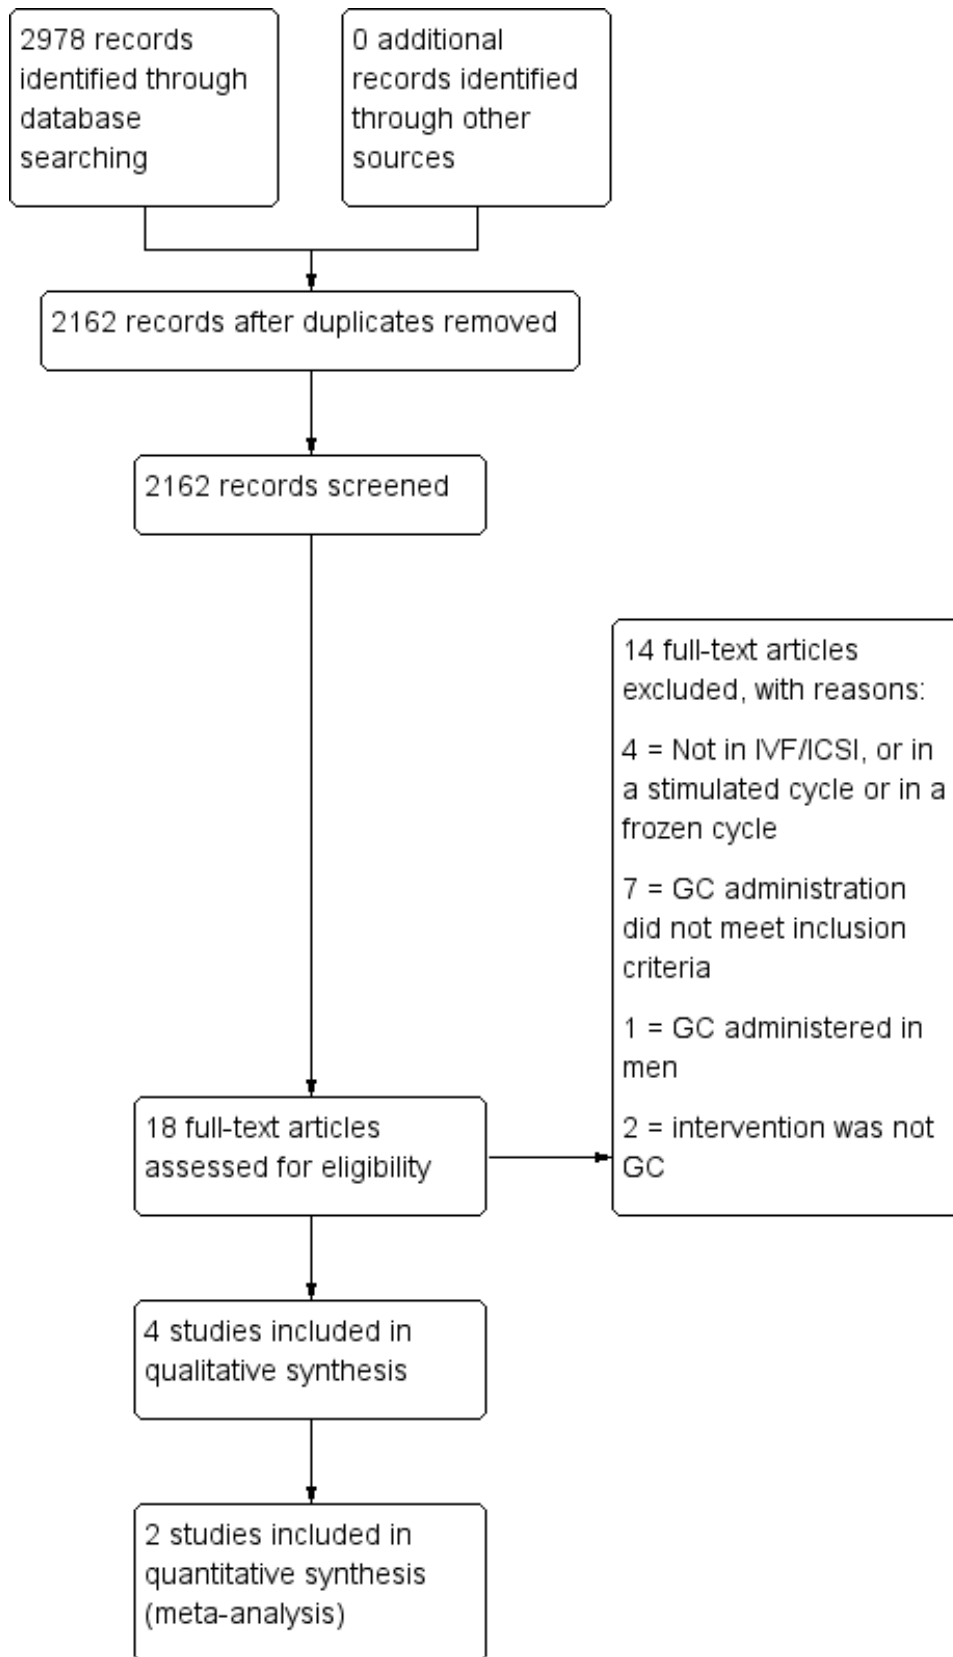 2978 records
identified through
database
searching
0 additional
records identified
through other
sources
2162 records after duplicates removed
2162 records screened
14 full-text articles
excluded, with reasons:
4 = Not in IVF/ICSI, or in
a stimulated cycle or in a
frozen cycle
7 = GC administration
did not meet inclusion
criteria
1 = GC administered in
men
2 = intervention was not
GC
18 full-text articles
assessed for eligibility
4 studies included in
qualitative synthesis
2 studies included in
quantitative synthesis
(meta-analysis)